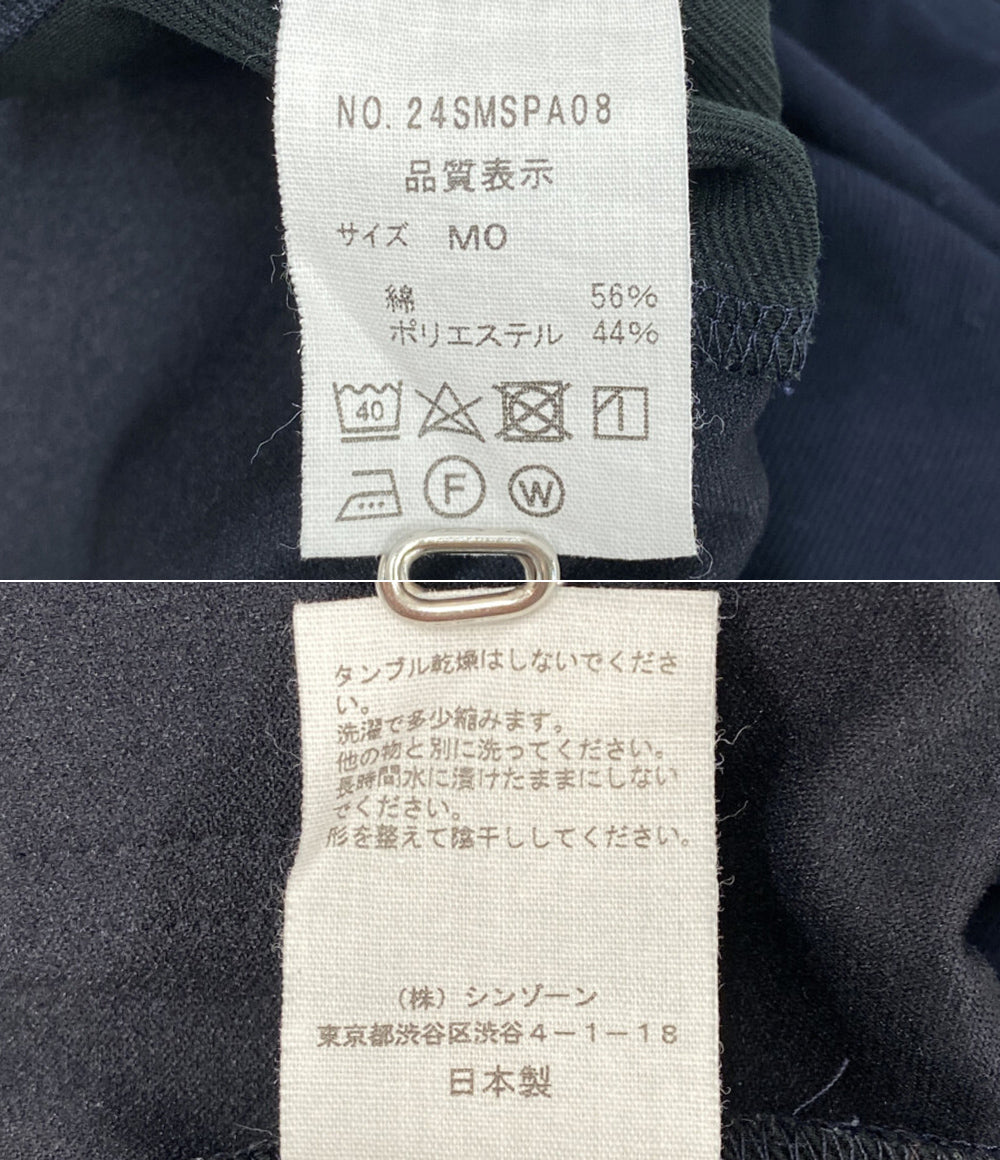 NO. 24SMSPA08
品質表示
サイズ M0
綿 56%
ポリエステル 44%
40
F W
タンブル乾燥はしないでくださ
い。
洗濯で多少縮みます。
他の物と別に洗ってください。
長時間水に漬けたままにしない
でください。
形を整えて陰干ししてください。
(株) シンゾーン
東京都渋谷区渋谷4-1-18
日本製